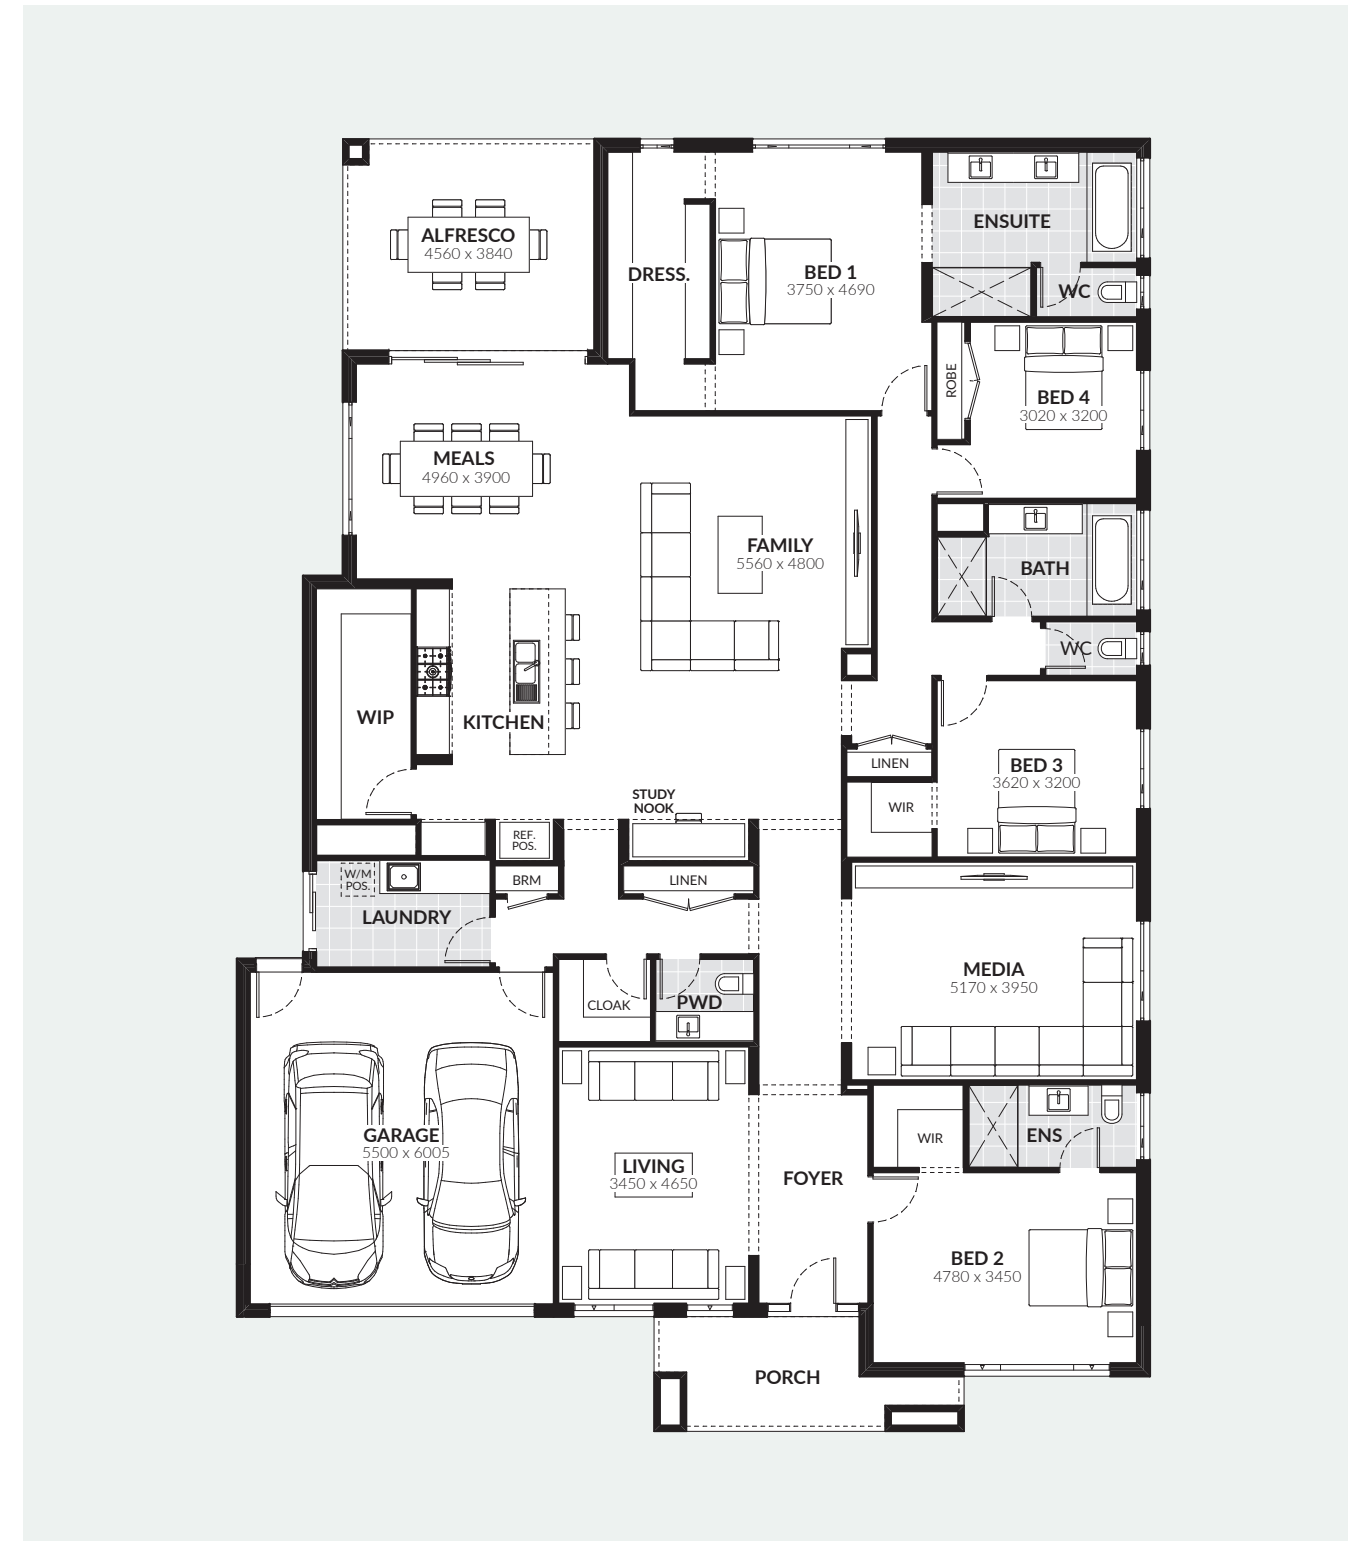 ENSUITE
ALFRESCO
4560 x 3840
DRESS.
BED 1
3750 x 4690
WC
ROBE
BED 4
3020 x 3200
MEALS
4960 x 3900
FAMILY
5560 x 4800
BATH
WC
WIP
KITCHEN
LINEN
BED 3
3620 x 3200
STUDY
NOOK
WIR
REF.
POS.
W/M
POS.
BRM
LINEN
LAUNDRY
MEDIA
5170 x 3950
CLOAK
PWD
GARAGE
5500 x 6005
WIR
ENS
LIVING
3450 x 4650
FOYER
BED 2
4780 x 3450
PORCH